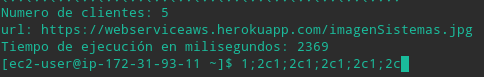 Numero de clientes: 5
url: https://webserviceaws.herokuapp.com/imagenSistemas.jpg
Tiempo de ejecución en milisegundos: 2369
[ec2-user@ip-172-31-93-11 ~]$ 1;2c1;2c1;2c1;2c1;2c